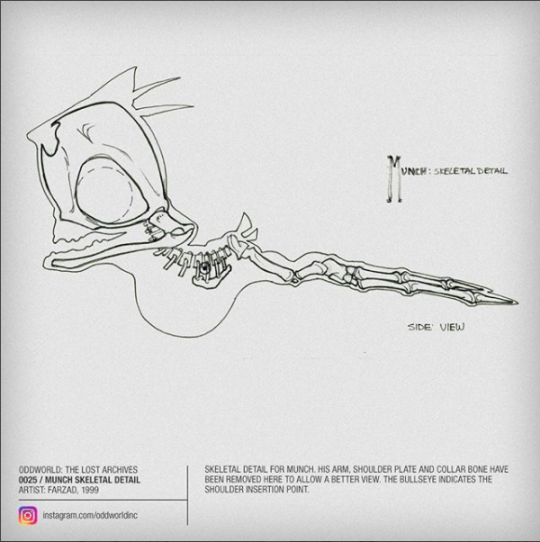 MUNCH: SKELETAL DETAIL
SIDE VIEW
ODDWORLD: THE LOST ARCHIVES
0025 / MUNCH SKELETAL DETAIL
ARTIST: FARZAD, 1999
instagram.com/oddworldinc
SKELETAL DETAIL FOR MUNCH. HIS ARM, SHOULDER PLATE AND COLLAR BONE HAVE
BEEN REMOVED HERE TO ALLOW A BETTER VIEW. THE BULLSEYE INDICATES THE
SHOULDER INSERTION POINT.